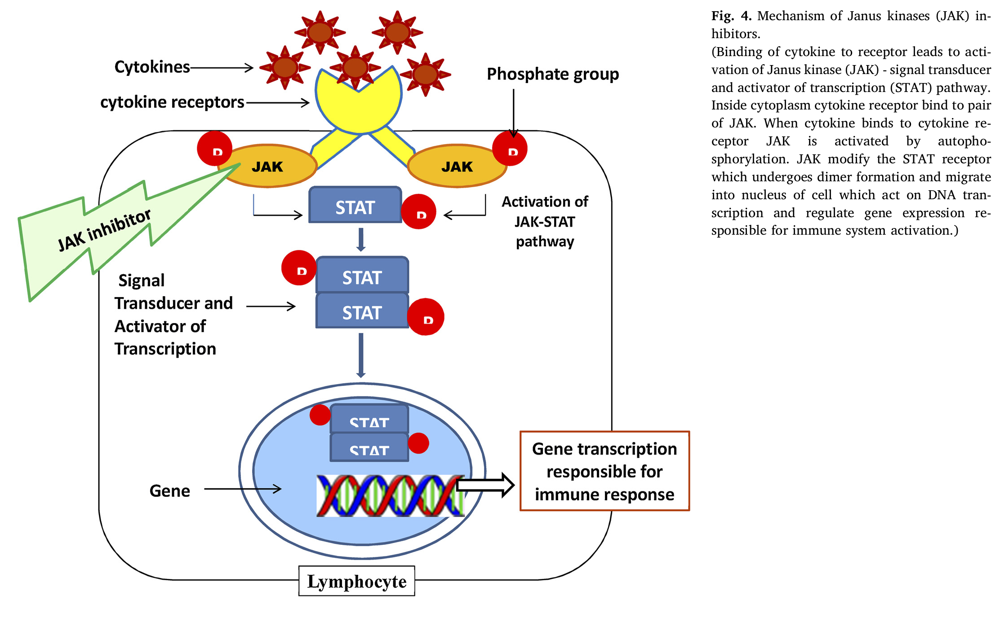 Cytokines
cytokine receptors
Phosphate group
JAK
JAK
JAK inhibitor
STAT
Activation of
JAK-STAT
pathway
STAT
STAT
Signal
Transducer and
Activator of
Transcription
STAT
STAT
Gene
Gene transcription
responsible for
immune response
Lymphocyte
Fig. 4. Mechanism of Janus kinases (JAK) in-
hibitors.
(Binding of cytokine to receptor leads to acti-
vation of Janus kinase (JAK) - signal transducer
and activator of transcription (STAT) pathway.
Inside cytoplasm cytokine receptor bind to pair
of JAK. When cytokine binds to cytokine re-
ceptor JAK is activated by autopho-
sphorylation. JAK modify the STAT receptor
which undergoes dimer formation and migrate
into nucleus of cell which act on DNA tran-
scription and regulate gene expression re-
sponsible for immune system activation.)